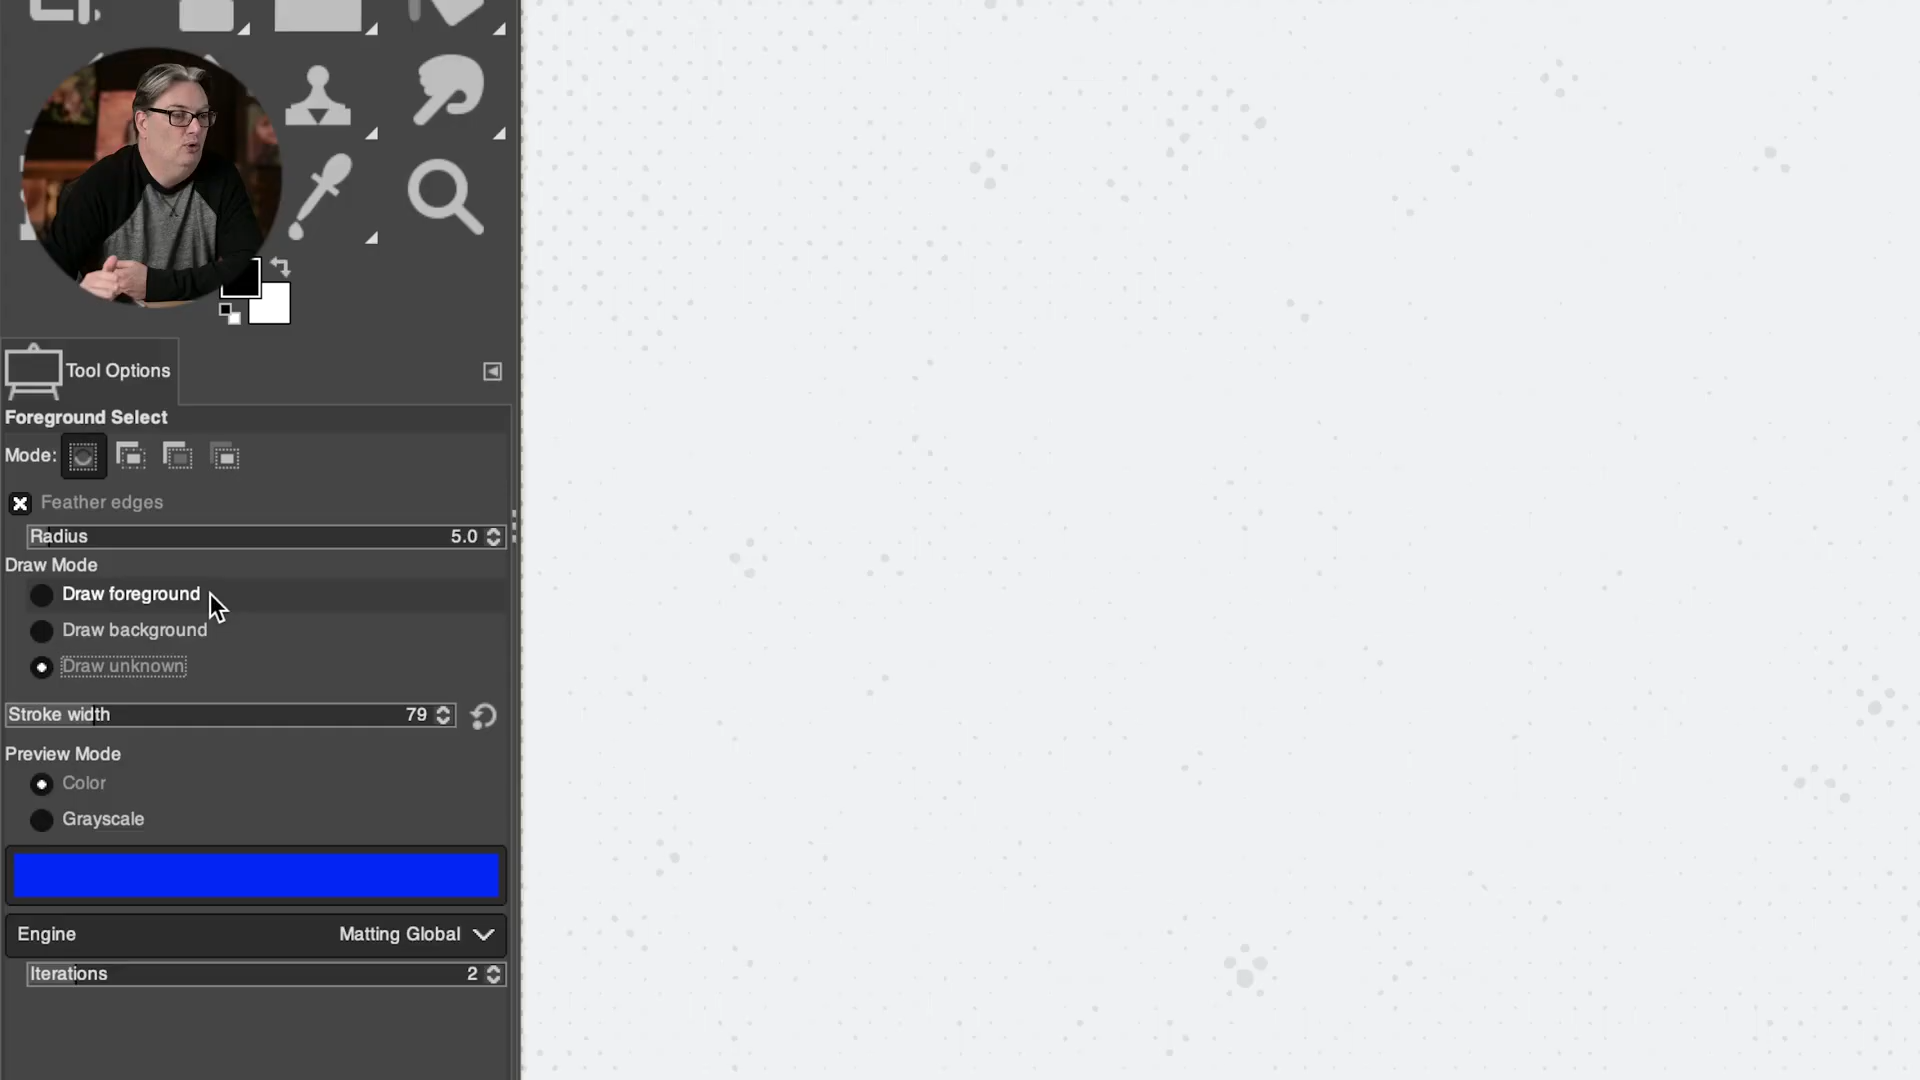 Tool Options
Foreground Select
Mode:
Feather edges
Radius 5.0
Draw Mode
Draw foreground
Draw background
Draw unknown
Stroke width 79
Preview Mode
Color
Grayscale
Engine Matting Global
Iterations 2